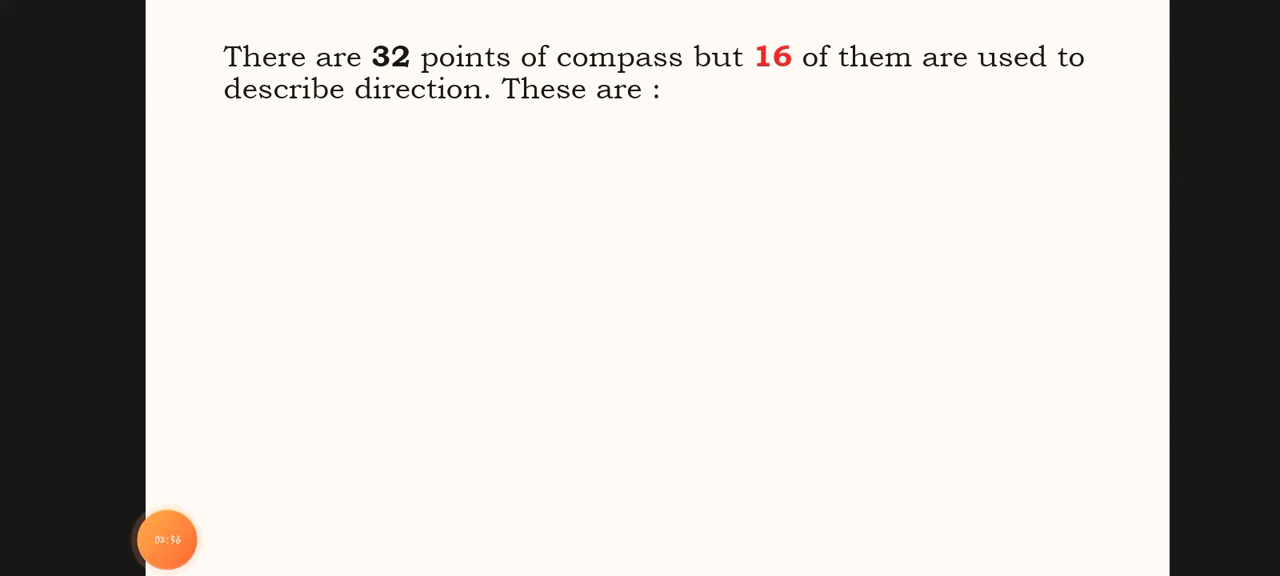 There are 32 points of compass but 16 of them are used to
describe direction. These are :
02:36